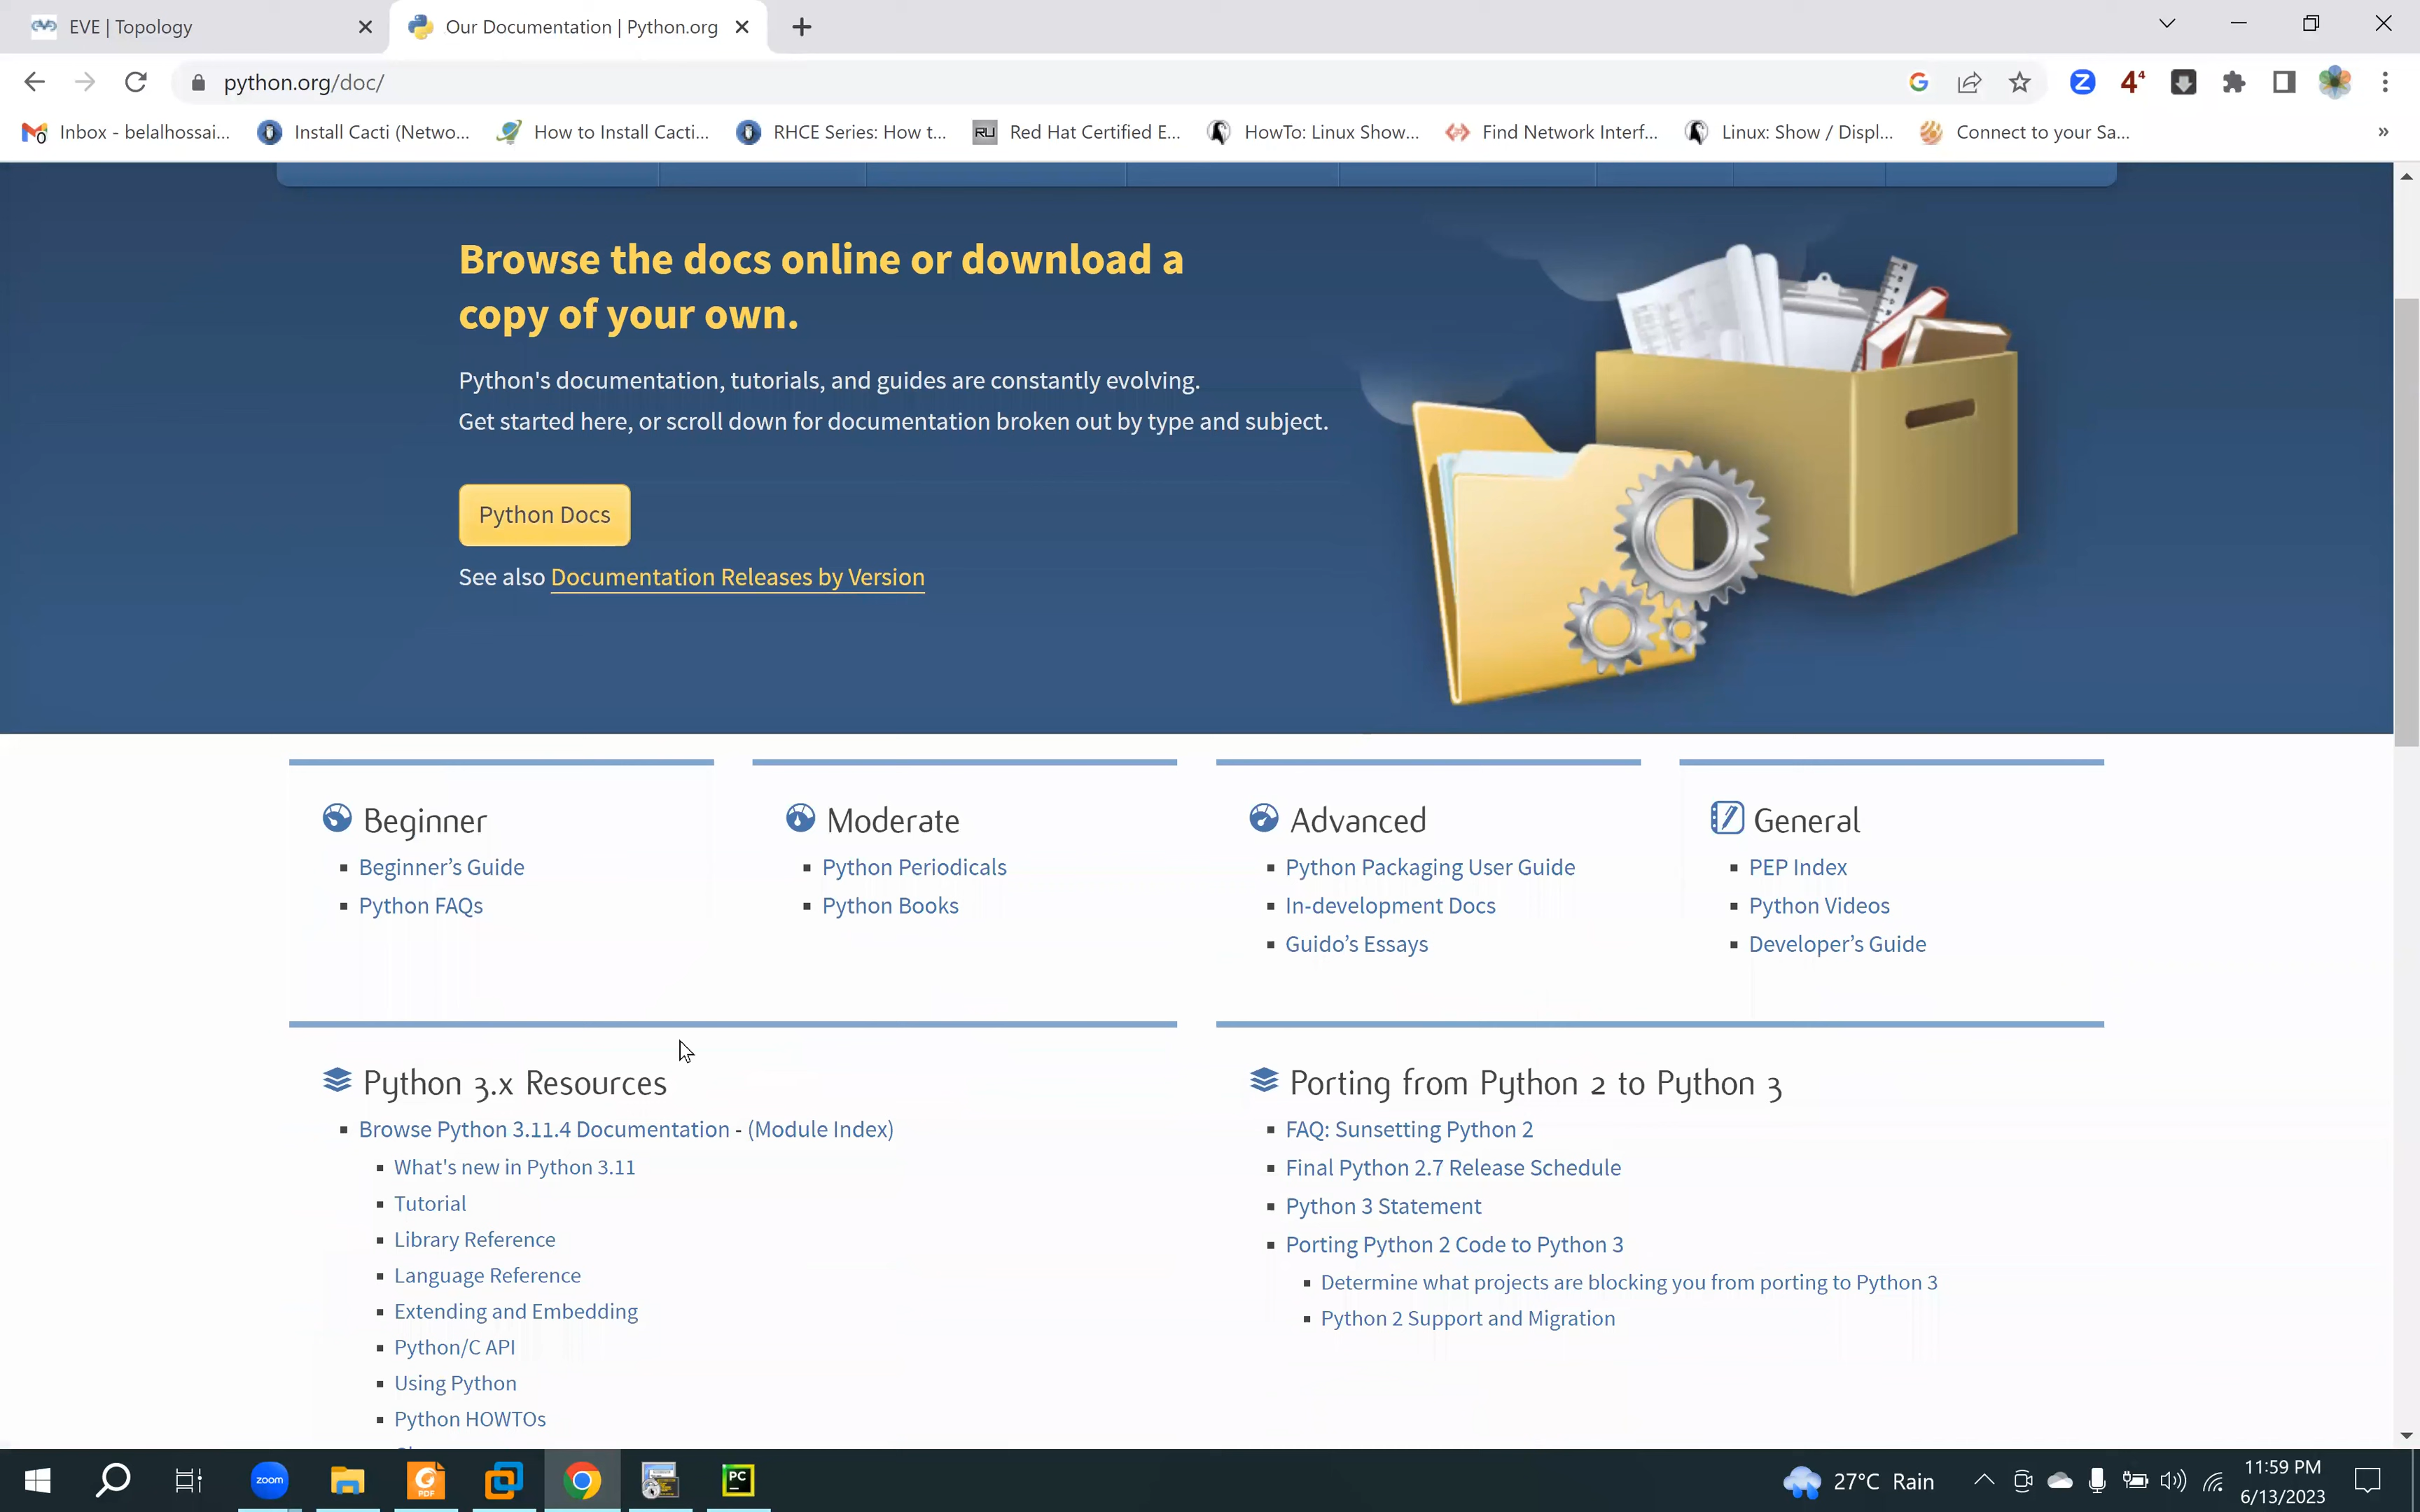 EVE | Topology
Our Documentation | Python.org
python.org/doc/
Inbox - belalhossai...
Install Cacti (Netwo...
How to Install Cacti...
RHCE Series: How t...
RU
Red Hat Certified E...
HowTo: Linux Show...
Find Network Interf...
Linux: Show / Displ...
Connect to your Sa...
»
Browse the docs online or download a
copy of your own.
Python's documentation, tutorials, and guides are constantly evolving.
Get started here, or scroll down for documentation broken out by type and subject.
Python Docs
See also Documentation Releases by Version
Beginner
Beginner’s Guide
Python FAQs
Moderate
Python Periodicals
Python Books
Advanced
Python Packaging User Guide
In-development Docs
Guido’s Essays
General
PEP Index
Python Videos
Developer’s Guide
Python 3.x Resources
Browse Python 3.11.4 Documentation - (Module Index)
What's new in Python 3.11
Tutorial
Library Reference
Language Reference
Extending and Embedding
Python/C API
Using Python
Python HOWTOs
Porting from Python 2 to Python 3
FAQ: Sunsetting Python 2
Final Python 2.7 Release Schedule
Python 3 Statement
Porting Python 2 Code to Python 3
Determine what projects are blocking you from porting to Python 3
Python 2 Support and Migration
zoom
PDF
PC
27°C Rain
11:59 PM
6/13/2023